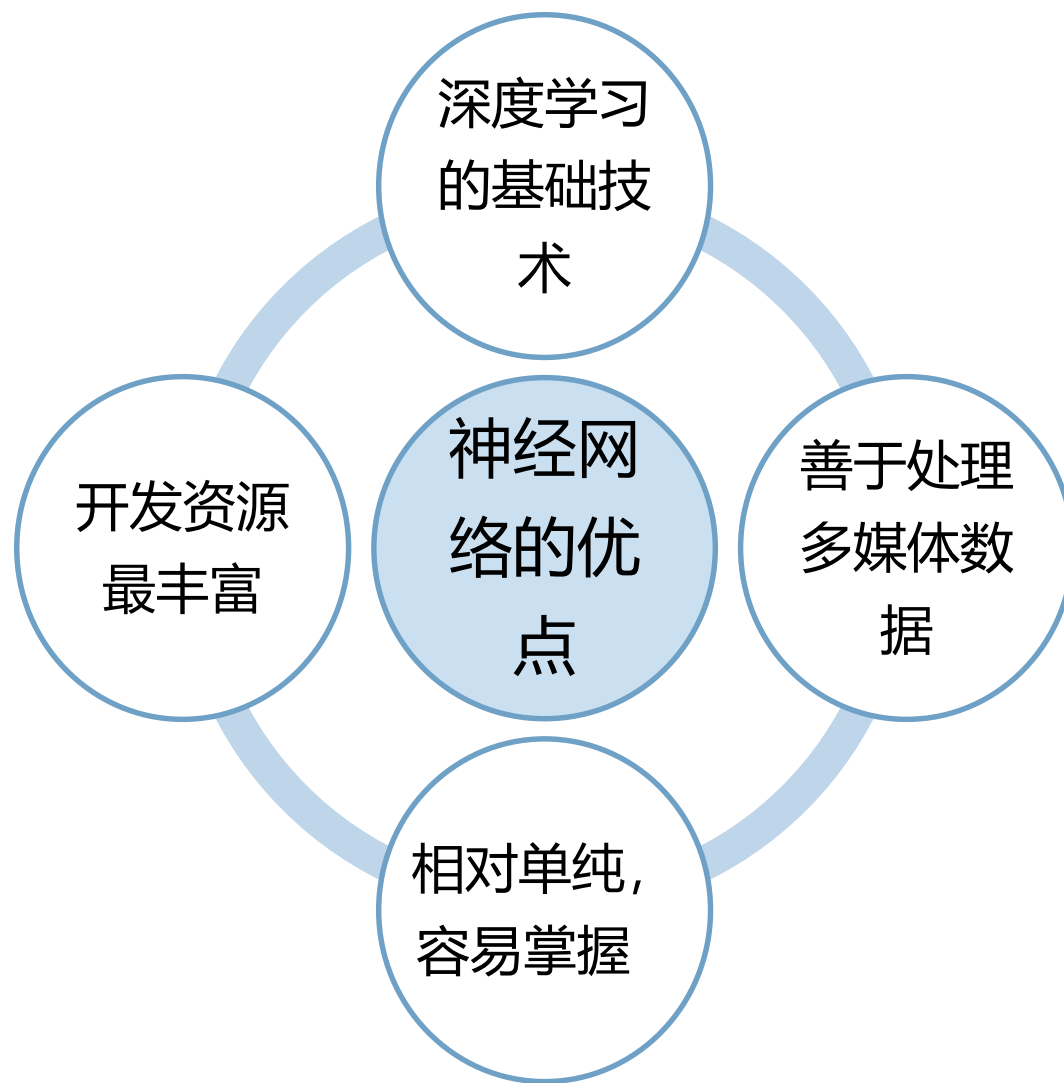 深度学习
的基础技
术
神经网
络的优
点
开发资源
最丰富
善于处理
多媒体数
据
相对单纯，
容易掌握